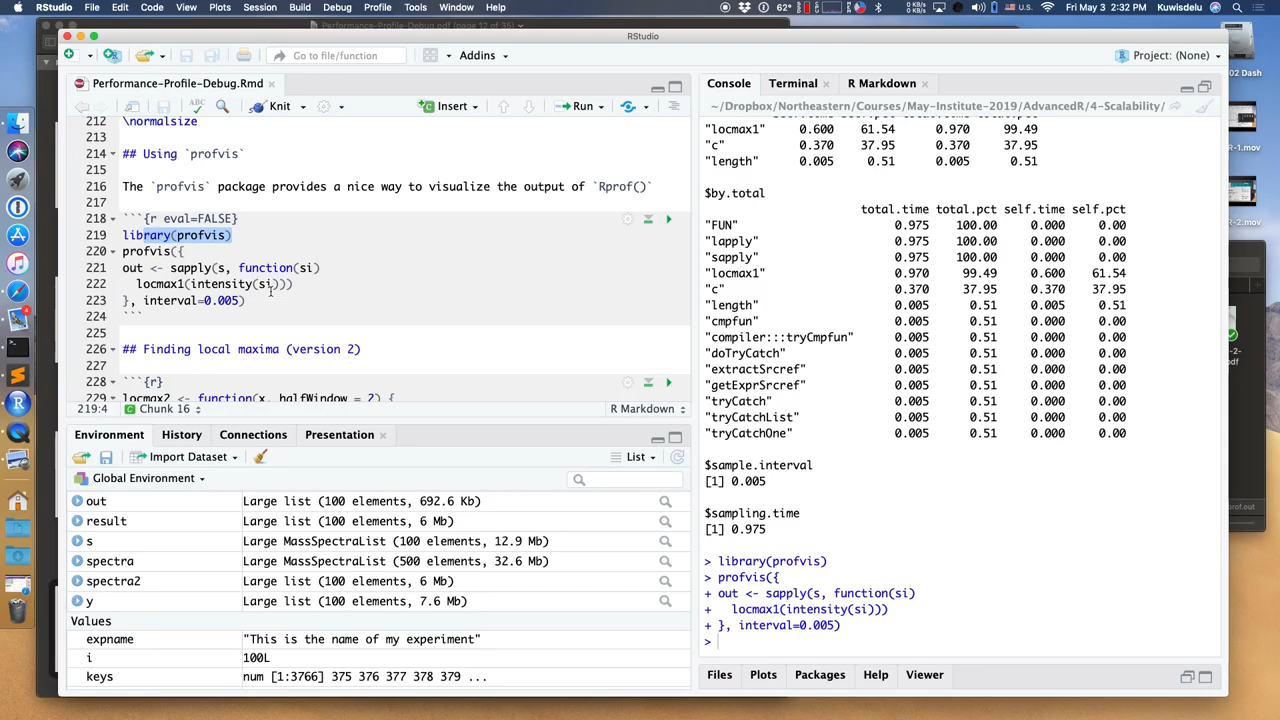 RStudio File Edit Code View Plots Session Build Debug Profile Tools Window Help
62° Fri May 3 2:32 PM Kuwisdelu
Performance-Profile-Debug.pdf (page 12 of 35)
RStudio
Go to file/function
Addins
Project: (None)
Performance-Profile-Debug.Rmd
Knit
Insert
Run
212 \normalsize
213
214 ## Using `profvis`
215
216 The `profvis` package provides a nice way to visualize the output of `Rprof()`
217
218 ```{r eval=FALSE}
219 library(profvis)
220 profvis({
221 out <- sapply(s, function(si)
222 locmax1(intensity(si)))
223 }, interval=0.005)
224 ```
225
226 ## Finding local maxima (version 2)
227
228 ```{r}
229 locmax2 <- function(x, halfWindow = 2) {
219:4 Chunk 16 R Markdown
Environment History Connections Presentation
Import Dataset List
Global Environment
out Large list (100 elements, 692.6 Kb)
result Large list (100 elements, 6 Mb)
s Large MassSpectraList (100 elements, 12.9 Mb)
spectra Large MassSpectraList (500 elements, 32.6 Mb)
spectra2 Large list (100 elements, 6 Mb)
y Large list (100 elements, 7.6 Mb)
Values
expname "This is the name of my experiment"
i 100L
keys num [1:3766] 375 376 377 378 379 ...
Console Terminal R Markdown
~/Dropbox/Northeastern/Courses/May-Institute-2019/AdvancedR/4-Scalability/
"locmax1" 0.600 61.54 0.970 99.49
"c" 0.370 37.95 0.370 37.95
"length" 0.005 0.51 0.005 0.51
$by.total
total.time total.pct self.time self.pct
"FUN" 0.975 100.00 0.000 0.00
"lapply" 0.975 100.00 0.000 0.00
"sapply" 0.975 100.00 0.000 0.00
"locmax1" 0.970 99.49 0.600 61.54
"c" 0.370 37.95 0.370 37.95
"length" 0.005 0.51 0.005 0.51
"cmpfun" 0.005 0.51 0.000 0.00
"compiler:::tryCmpfun" 0.005 0.51 0.000 0.00
"doTryCatch" 0.005 0.51 0.000 0.00
"extractSrcref" 0.005 0.51 0.000 0.00
"getExprSrcref" 0.005 0.51 0.000 0.00
"tryCatch" 0.005 0.51 0.000 0.00
"tryCatchList" 0.005 0.51 0.000 0.00
"tryCatchOne" 0.005 0.51 0.000 0.00
$sample.interval
[1] 0.005
$sampling.time
[1] 0.975
> library(profvis)
> profvis({
+ out <- sapply(s, function(si)
+ locmax1(intensity(si)))
+ }, interval=0.005)
>
Files Plots Packages Help Viewer